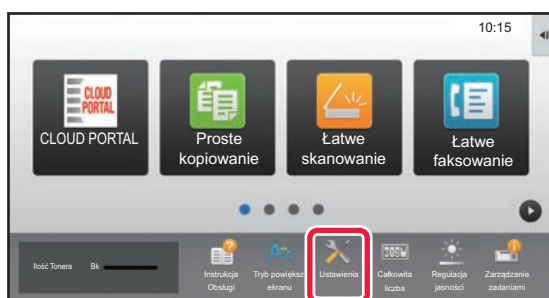 10:15
CLOUD
PORTAL
CLOUD PORTAL
Proste
kopiowanie
Łatwe
skanowanie
Łatwe
faksowanie
Ilość Tonera
Bk
Instrukcja
Obsługi
Tryb powiększ
ekranu
Ustawienia
Całkowita
liczba
Regulacja
jasności
Zarządzanie
zadaniami